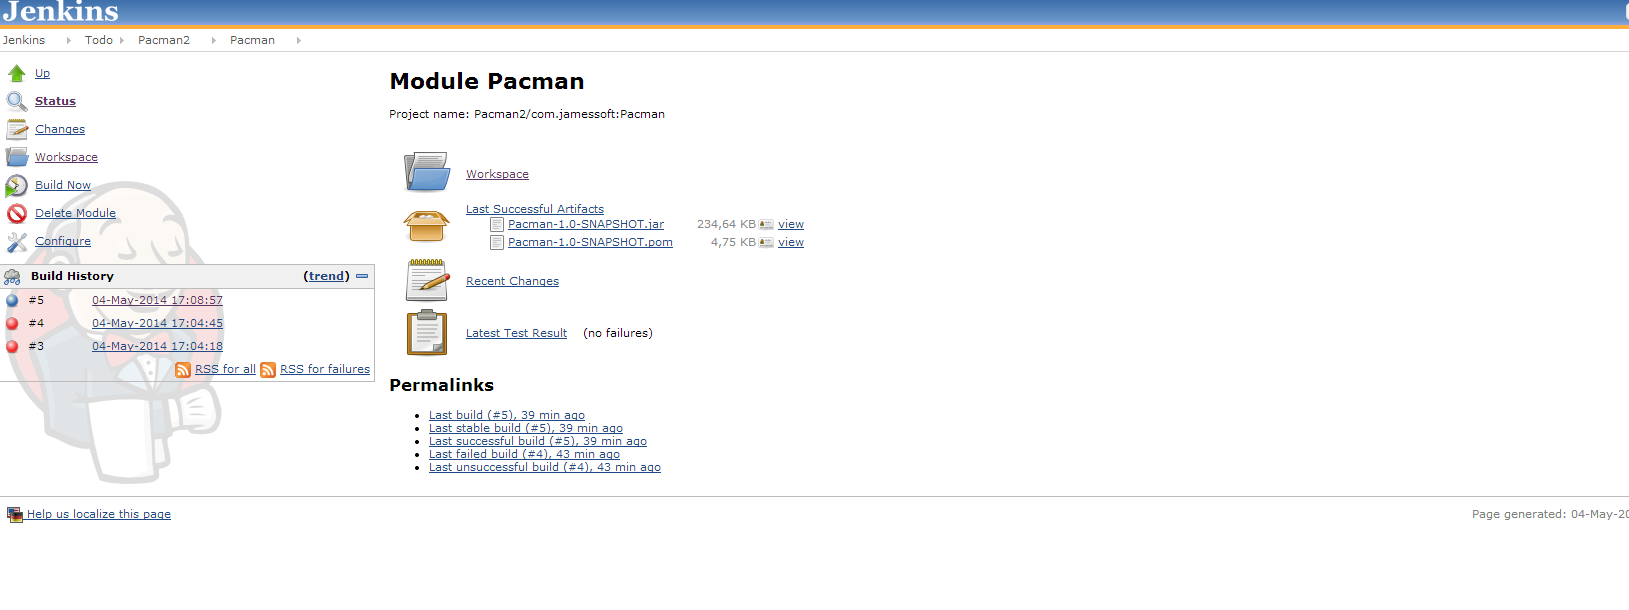 Jenkins
Jenkins Todo Pacman2 Pacman
Up
Status
Changes
Workspace
Build Now
Delete Module
Configure
Build History (trend)
#5 04-May-2014 17:08:57
#4 04-May-2014 17:04:45
#3 04-May-2014 17:04:18
RSS for all RSS for failures
Module Pacman
Project name: Pacman2/com.jamessoft:Pacman
Workspace
Last Successful Artifacts
Pacman-1.0-SNAPSHOT.jar 234,64 KB view
Pacman-1.0-SNAPSHOT.pom 4,75 KB view
Recent Changes
Latest Test Result (no failures)
Permalinks
Last build (#5), 39 min ago
Last stable build (#5), 39 min ago
Last successful build (#5), 39 min ago
Last failed build (#4), 43 min ago
Last unsuccessful build (#4), 43 min ago
Help us localize this page
Page generated: 04-May-20